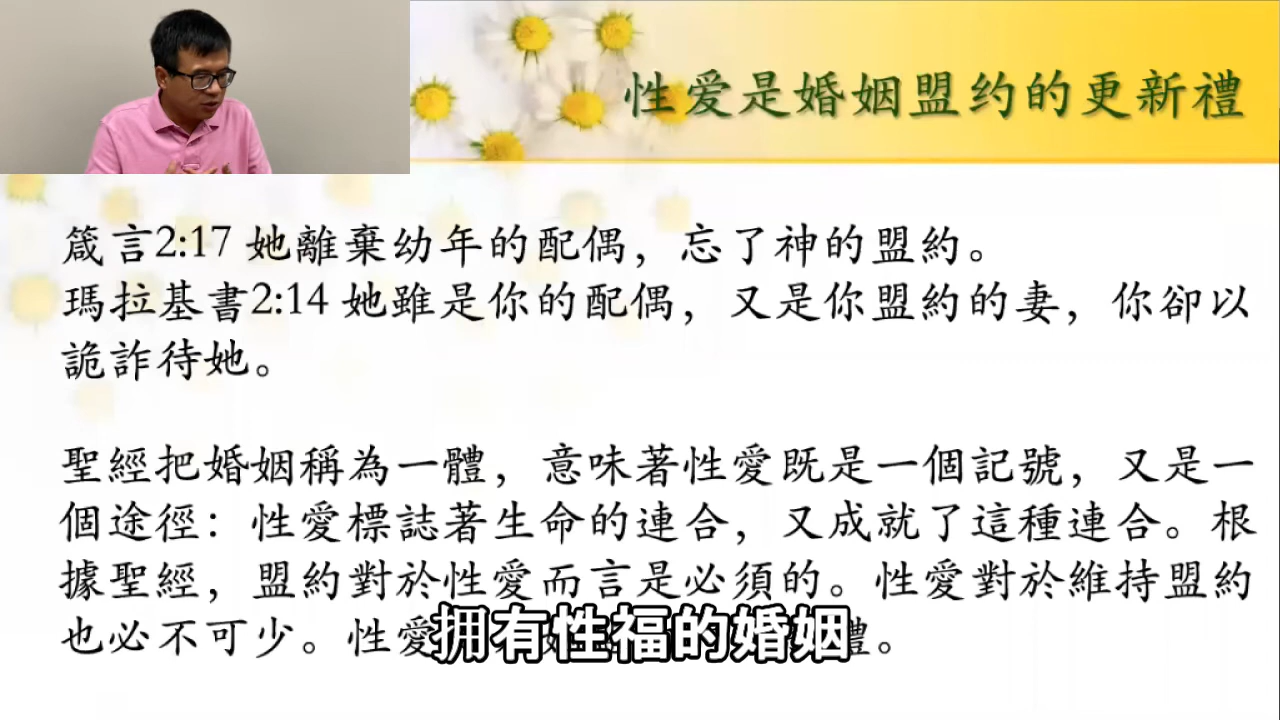 性爱是婚姻盟约的更新禮
箴言2:17 她離棄幼年的配偶，忘了神的盟約。
瑪拉基書2:14 她雖是你的配偶，又是你盟約的妻，你卻以
詭詐待她。
聖經把婚姻稱為一體，意味著性愛既是一個記號，又是一
個途徑：性愛標誌著生命的連合，又成就了這種連合。根
據聖經，盟約對於性愛而言是必須的。性愛對於維持盟約
也必不可少。性愛
禮。
拥有性福的婚姻